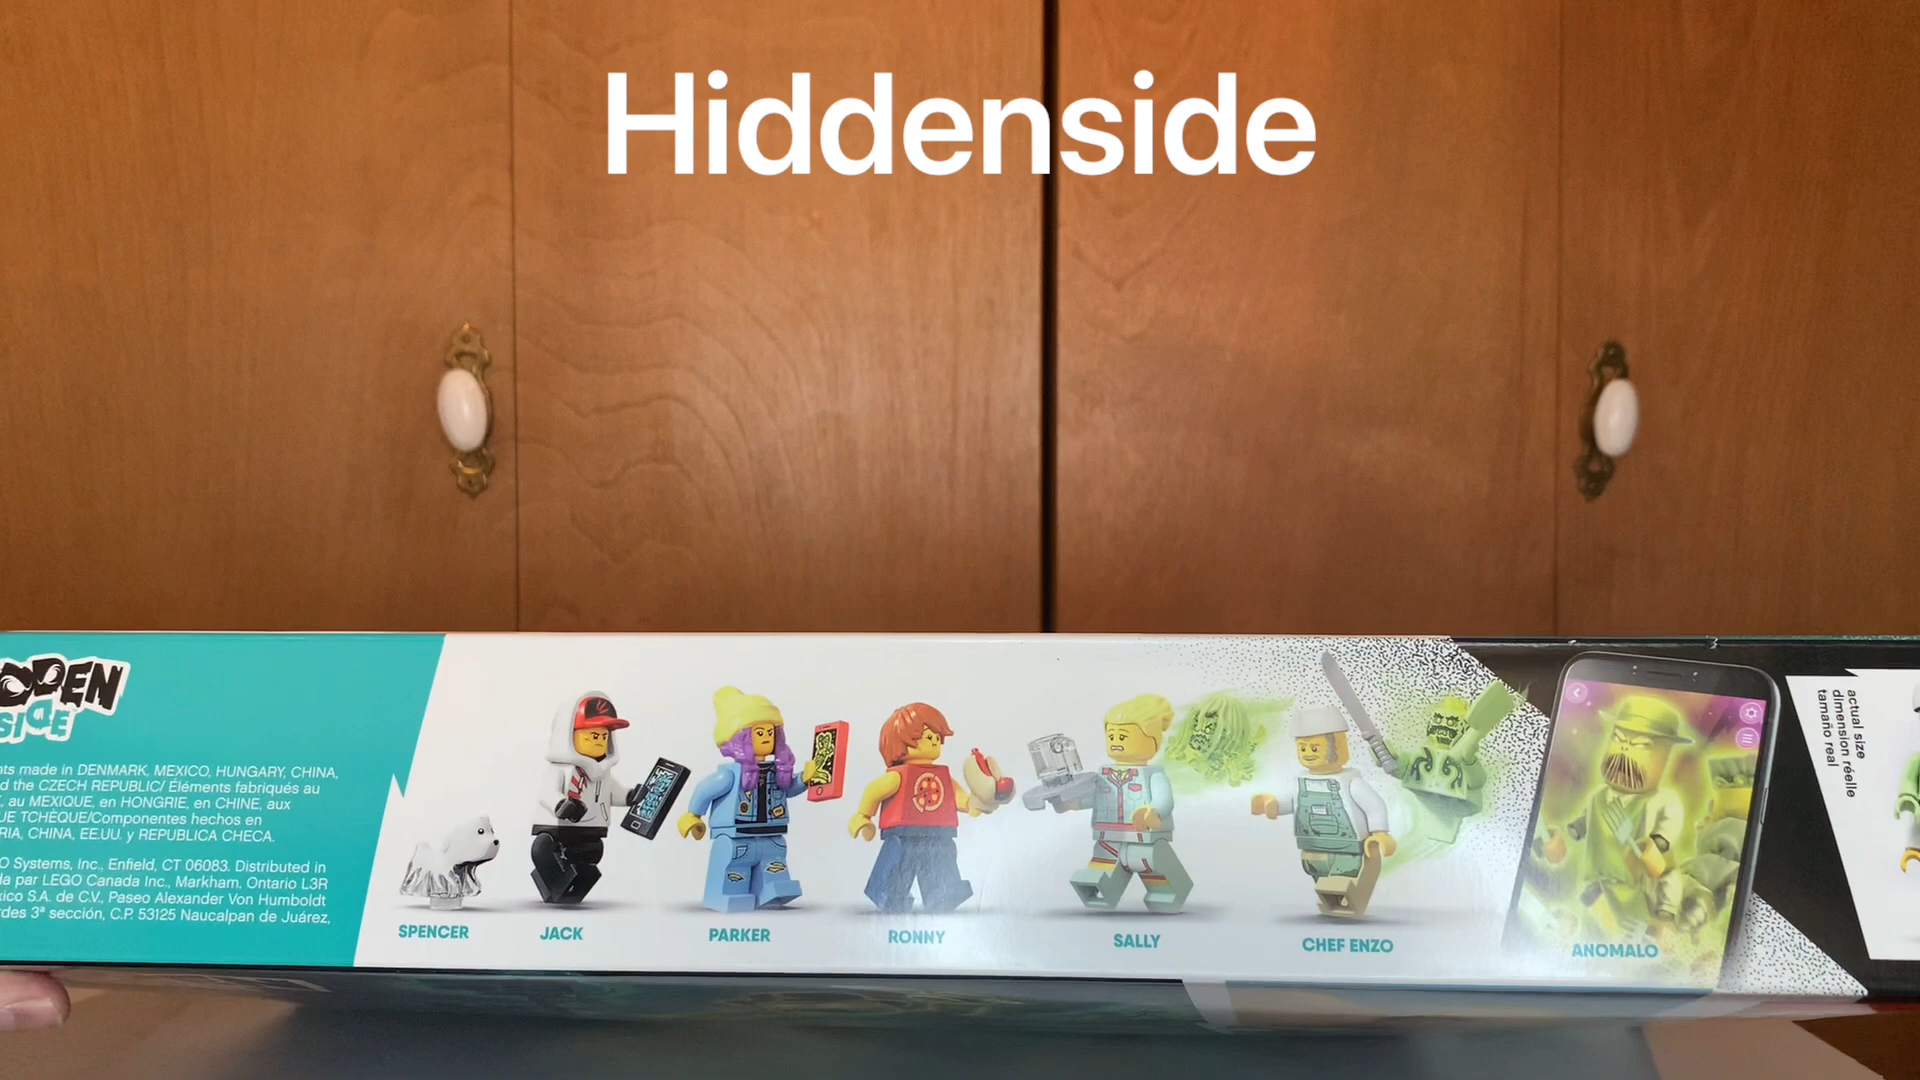 Hiddenside
DDEN
SIDE
nts made in DENMARK, MEXICO, HUNGARY, CHINA,
d the CZECH REPUBLIC/ Éléments fabriqués au
, au MEXIQUE, en HONGRIE, en CHINE, aux
UE TCHÈQUE/Componentes hechos en
RIA, CHINA, EE.UU. y REPUBLICA CHECA.
O Systems, Inc., Enfield, CT 06083. Distributed in
da par LEGO Canada Inc., Markham, Ontario L3R
xico S.A. de C.V., Paseo Alexander Von Humboldt
rdes 3ª sección, C.P. 53125 Naucalpan de Juárez,
SPENCER
JACK
PARKER
RONNY
SALLY
CHEF ENZO
ANOMALO
actual size
dimension réelle
tamaño real